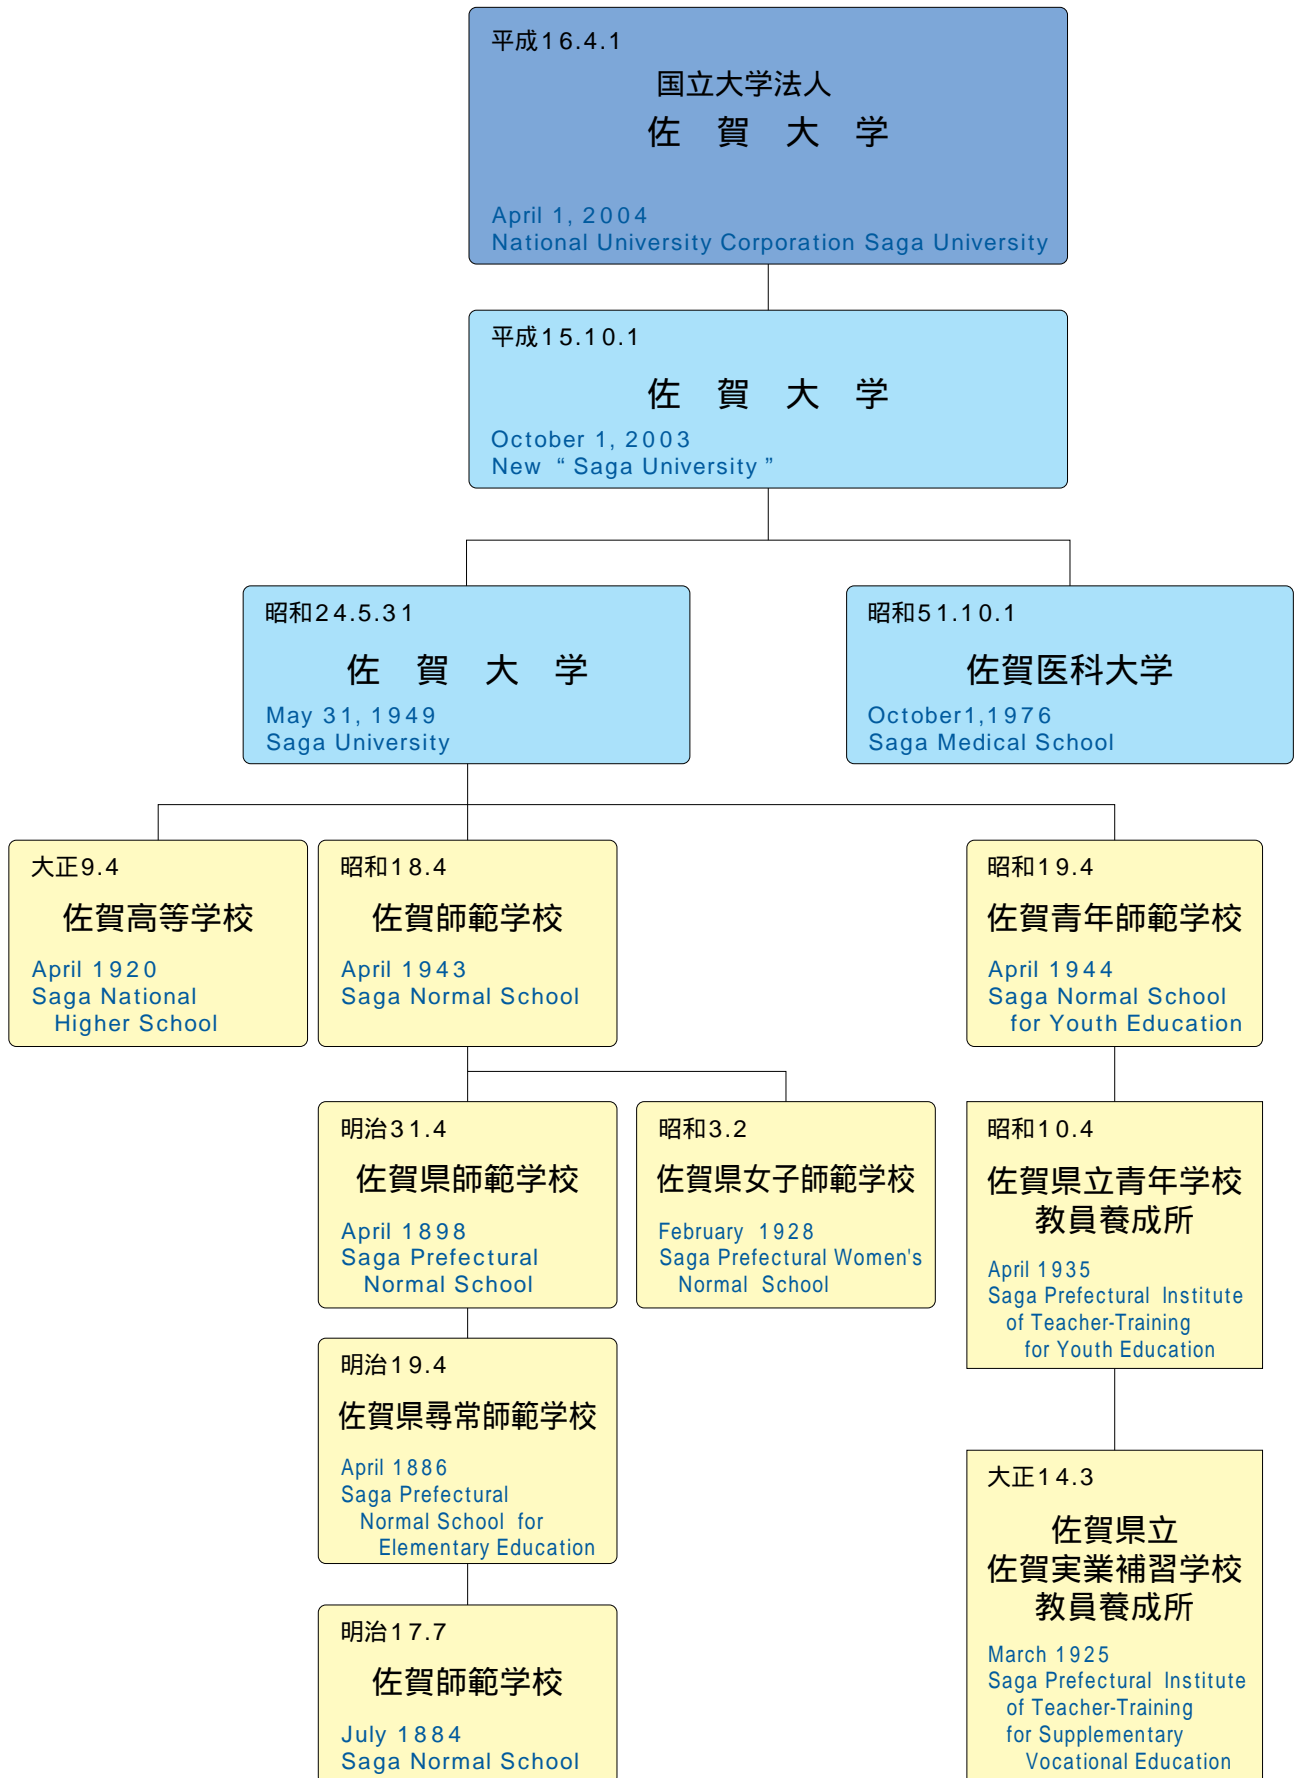 平成16.4.1
国立大学法人
佐 賀 大 学
April 1, 2004
National University Corporation Saga University
平成15.10.1
佐 賀 大 学
October 1, 2003
New “ Saga University ”
昭和24.5.31
佐 賀 大 学
May 31, 1949
Saga University
昭和51.10.1
佐賀医科大学
October1,1976
Saga Medical School
大正9.4
佐賀高等学校
April 1920
Saga National
Higher School
昭和18.4
佐賀師範学校
April 1943
Saga Normal School
昭和19.4
佐賀青年師範学校
April 1944
Saga Normal School
for Youth Education
明治31.4
佐賀県師範学校
April 1898
Saga Prefectural
Normal School
昭和3.2
佐賀県女子師範学校
February 1928
Saga Prefectural Women's
Normal School
昭和10.4
佐賀県立青年学校
教員養成所
April 1935
Saga Prefectural Institute
of Teacher-Training
for Youth Education
明治19.4
佐賀県尋常師範学校
April 1886
Saga Prefectural
Normal School for
Elementary Education
大正14.3
佐賀県立
佐賀実業補習学校
教員養成所
March 1925
Saga Prefectural Institute
of Teacher-Training
for Supplementary
Vocational Education
明治17.7
佐賀師範学校
July 1884
Saga Normal School